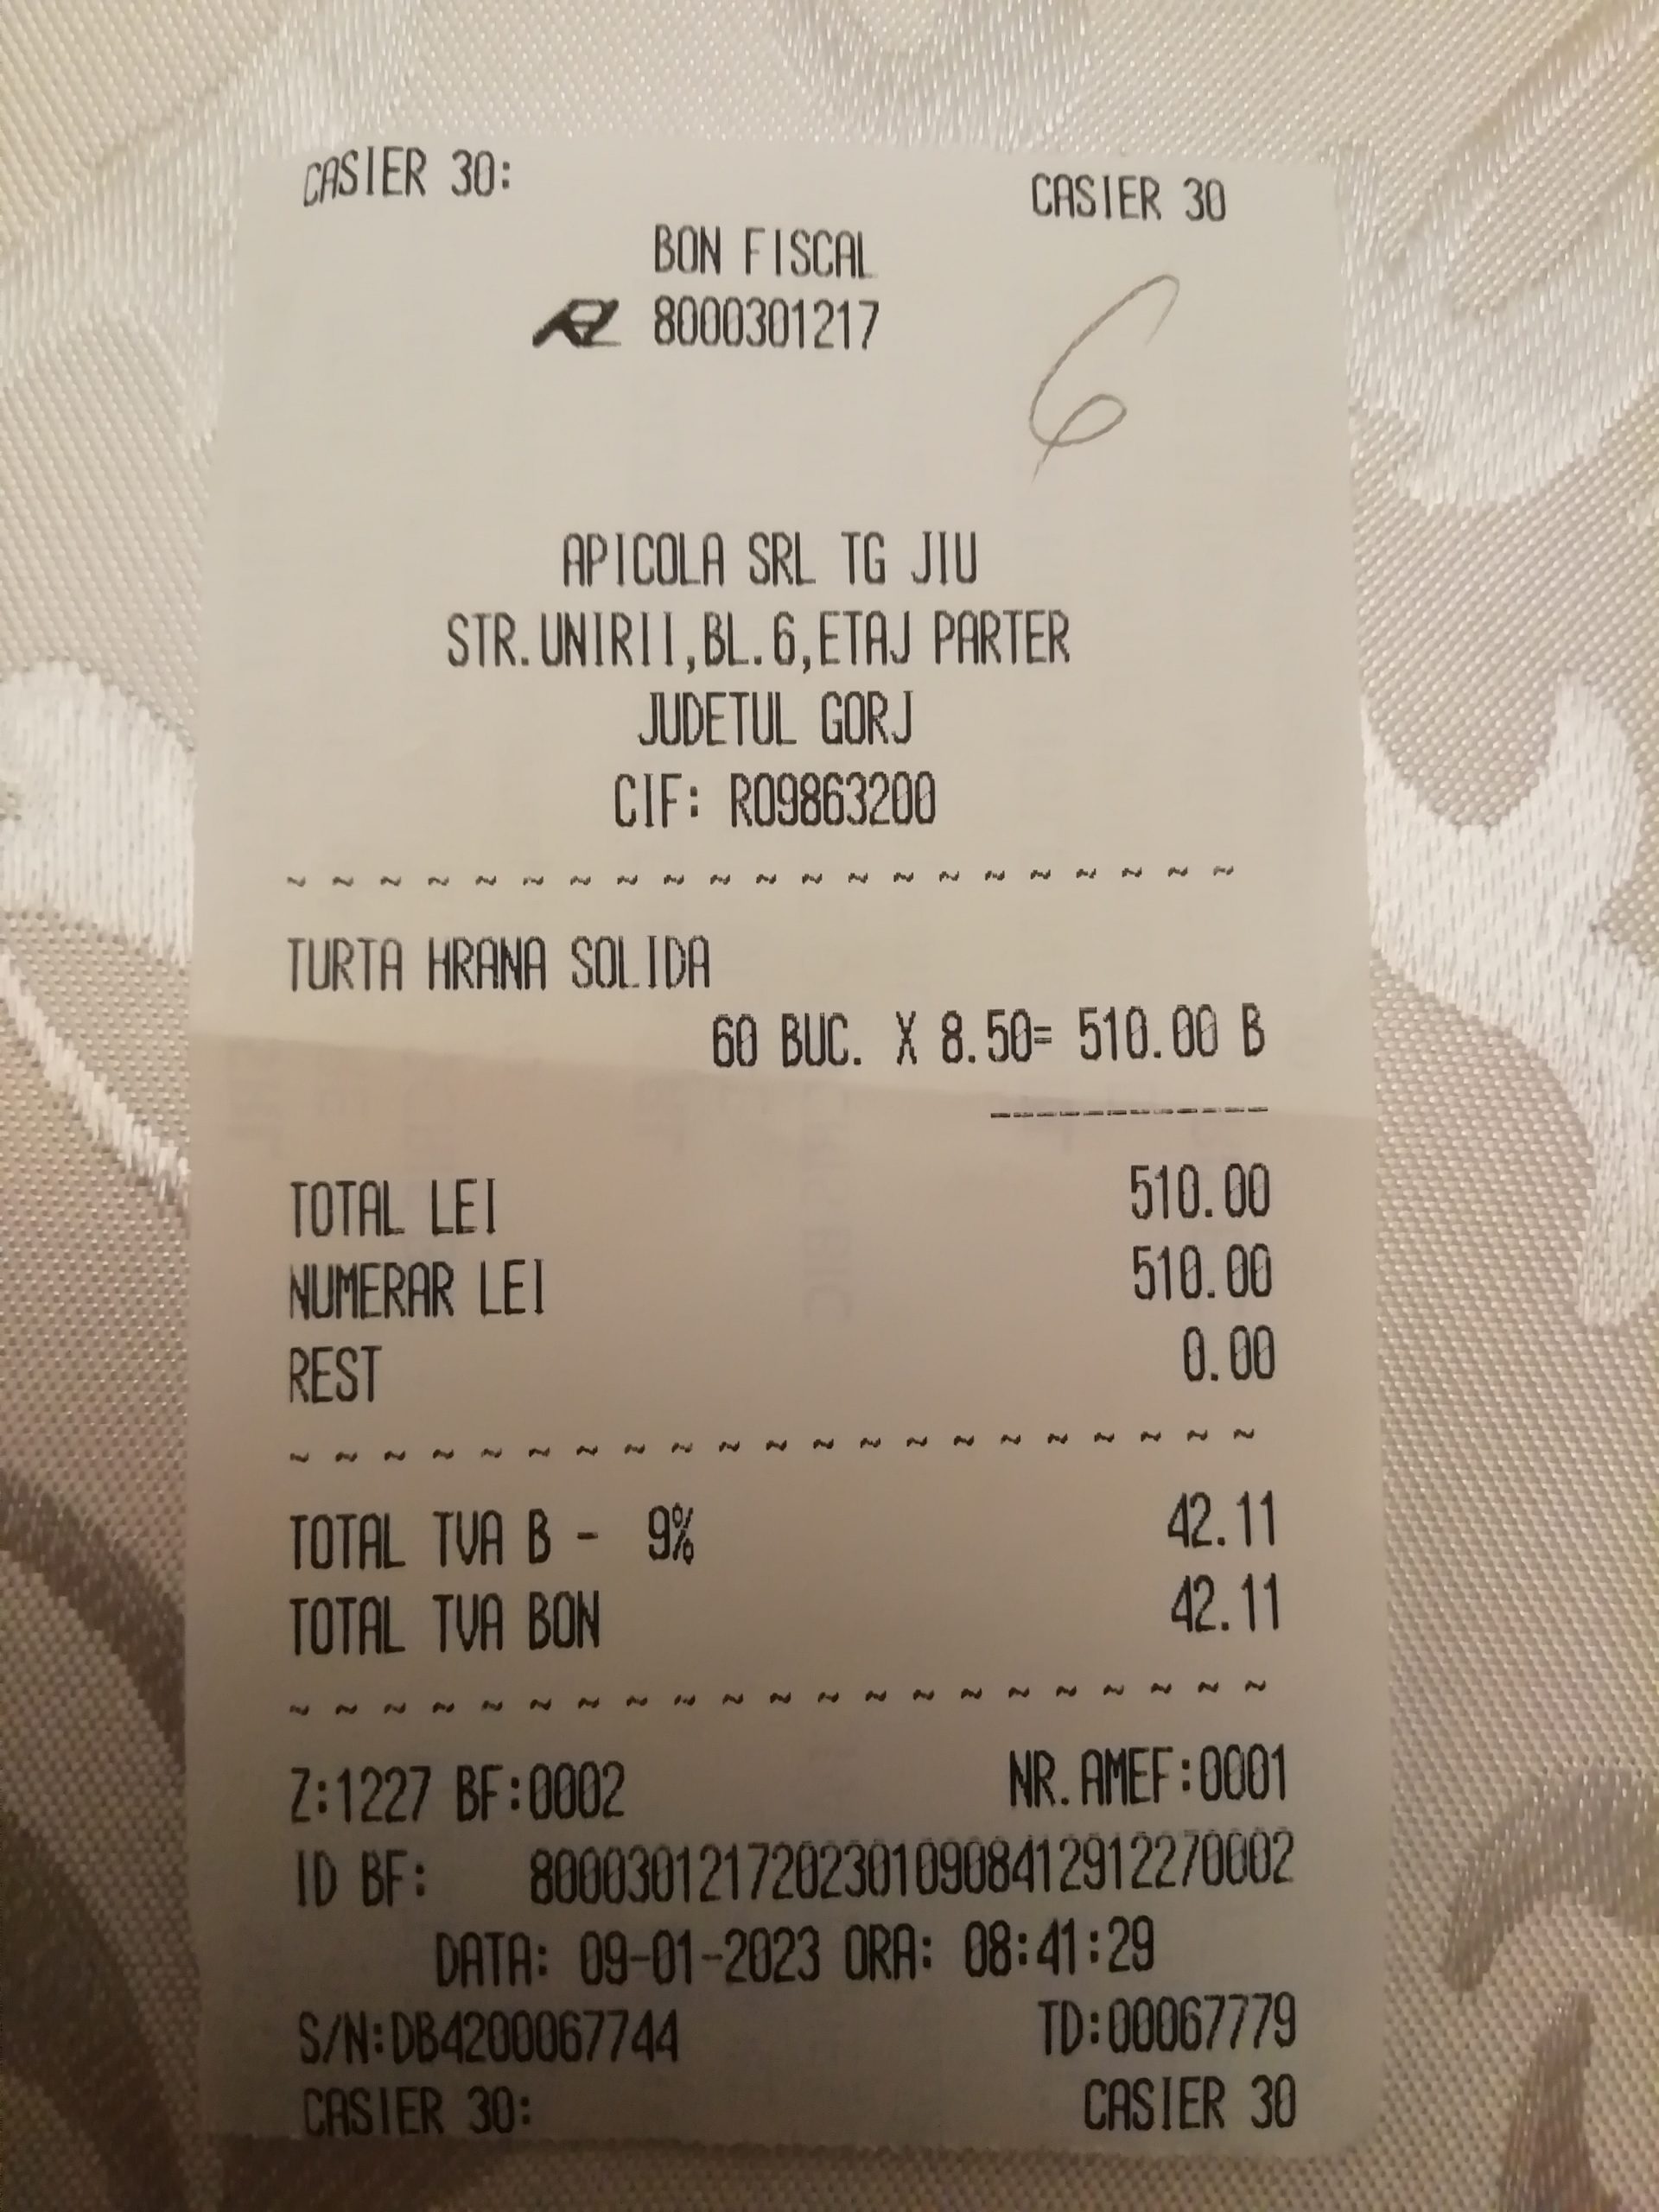 CASIER 30: CASIER 30
BON FISCAL
8000301217
6
APICOLA SRL TG JIU
STR.UNIRII,BL.6,ETAJ PARTER
JUDETUL GORJ
CIF: RO9863200
~ ~ ~ ~ ~ ~ ~ ~ ~ ~ ~ ~ ~ ~ ~ ~ ~ ~ ~ ~ ~
TURTA HRANA SOLIDA
60 BUC. X 8.50= 510.00 B
------------
TOTAL LEI 510.00
NUMERAR LEI 510.00
REST 0.00
~ ~ ~ ~ ~ ~ ~ ~ ~ ~ ~ ~ ~ ~ ~ ~ ~ ~ ~ ~ ~
TOTAL TVA B - 9% 42.11
TOTAL TVA BON 42.11
~ ~ ~ ~ ~ ~ ~ ~ ~ ~ ~ ~ ~ ~ ~ ~ ~ ~ ~ ~ ~
Z:1227 BF:0002 NR.AMEF:0001
ID BF: 80003012172023010908412912270002
DATA: 09-01-2023 ORA: 08:41:29
S/N:DB4200067744 TD:00067779
CASIER 30: CASIER 30